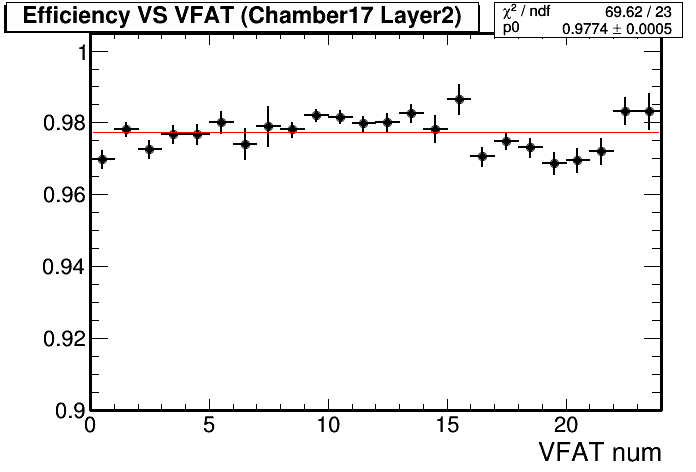 Efficiency VS VFAT (Chamber17 Layer2)
χ² / ndf 69.62 / 23
p0 0.9774 ± 0.0005
1
0.98
0.96
0.94
0.92
0.9
0 5 10 15 20
VFAT num